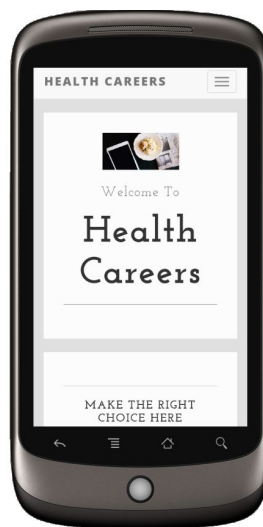 HEALTH CAREERS
Welcome To
Health
Careers
MAKE THE RIGHT
CHOICE HERE